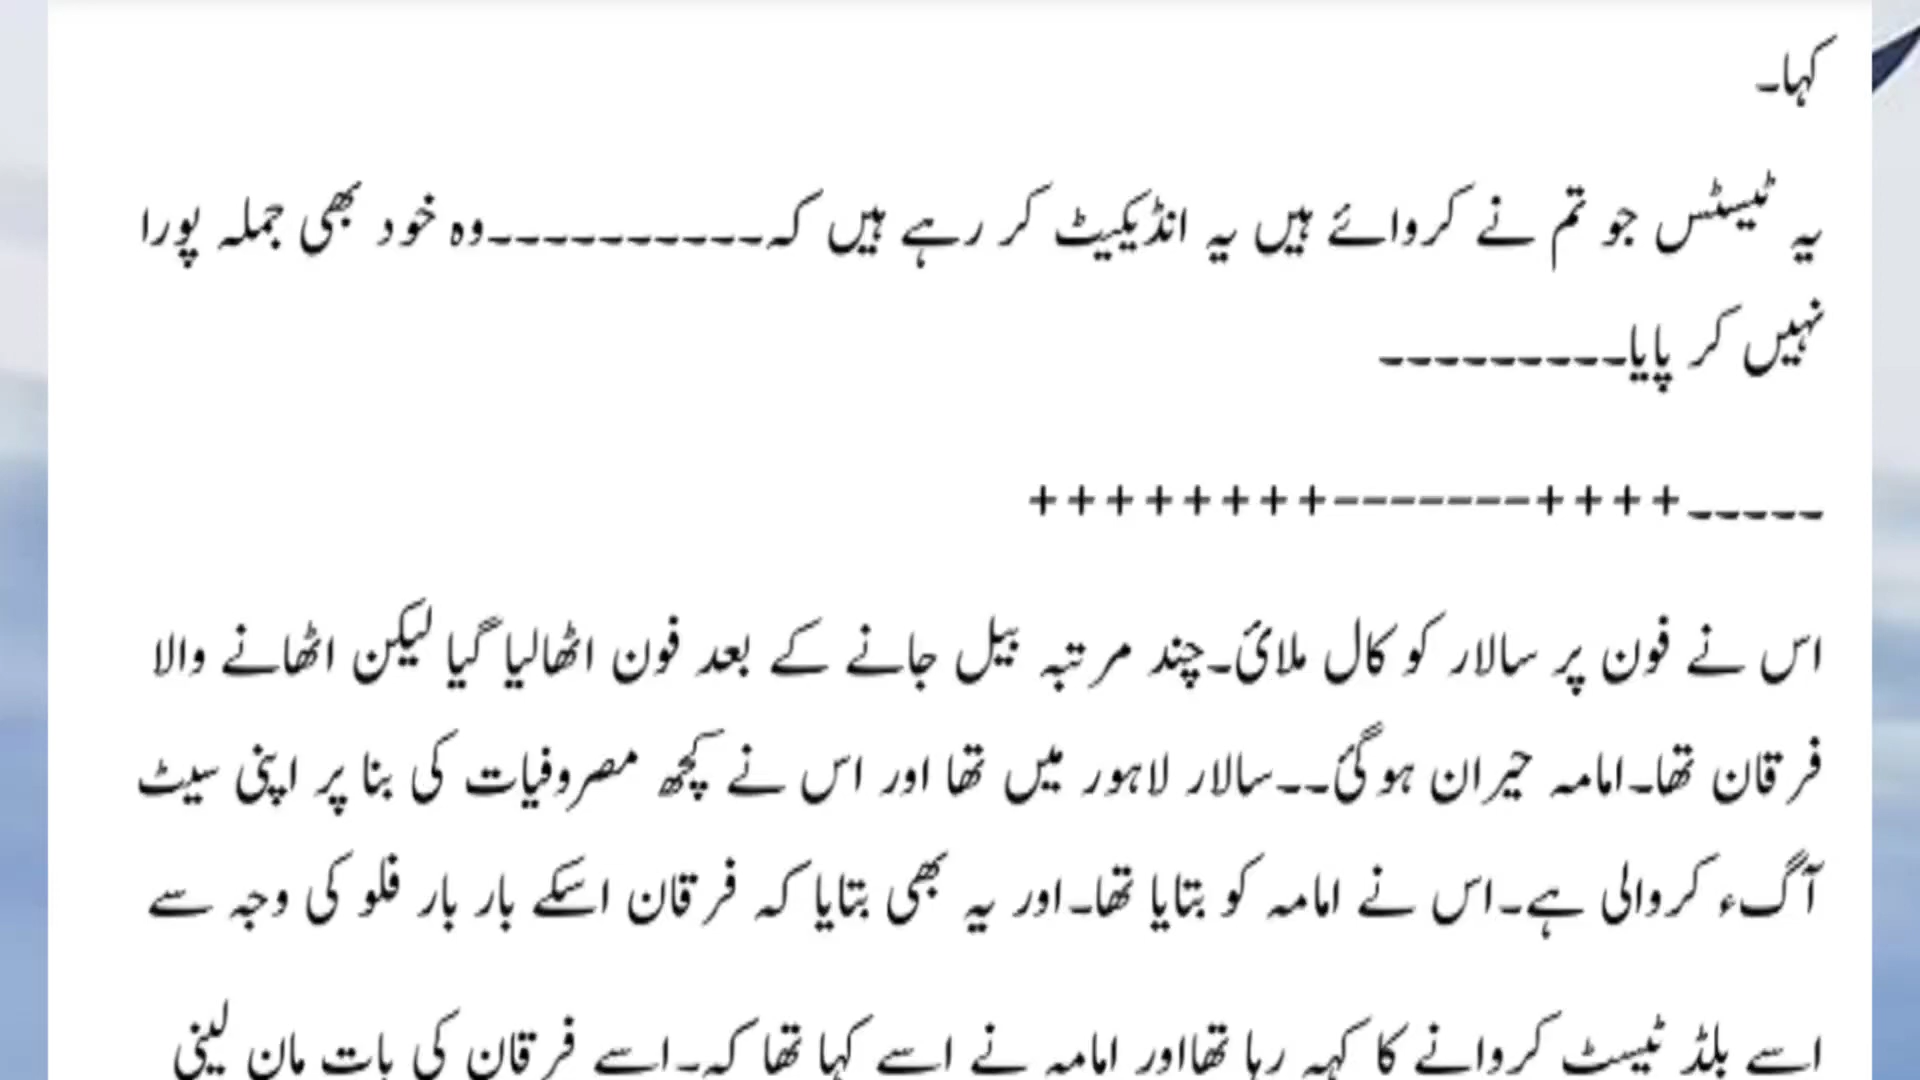 کہا۔
یہ ٹیسٹس جو تم نے کروائے ہیں یہ انڈیکیٹ کر رہے ہیں کہ۔۔۔۔۔۔۔۔۔۔وہ خود بھی جملہ پورا
نہیں کر پایا۔۔۔۔۔۔۔۔۔
۔۔۔۔۔++++-------++++++++
اس نے فون پر سالار کو کال ملائ۔چند مرتبہ بیل جانے کے بعد فون اٹھالیا گیا لیکن اٹھانے والا
فرقان تھا۔امامہ حیران ہوگئ۔۔سالار لاہور میں تھا اور اس نے کچھ مصروفیات کی بنا پر اپنی سیٹ
آگء کروالی ہے۔اس نے امامہ کو بتایا تھا۔اور یہ بھی بتایا کہ فرقان اسکے بار بار فلو کی وجہ سے
اسے بلڈ ٹیسٹ کروانے کا کہہ رہا تھااور امامہ نے اسے کہا تھا کہ۔اسے فرقان کی بات مان لینی